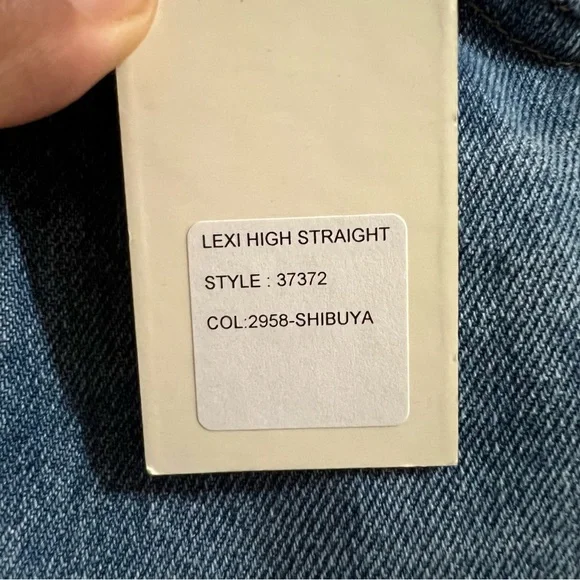 LEXI HIGH STRAIGHT
STYLE : 37372
COL:2958-SHIBUYA